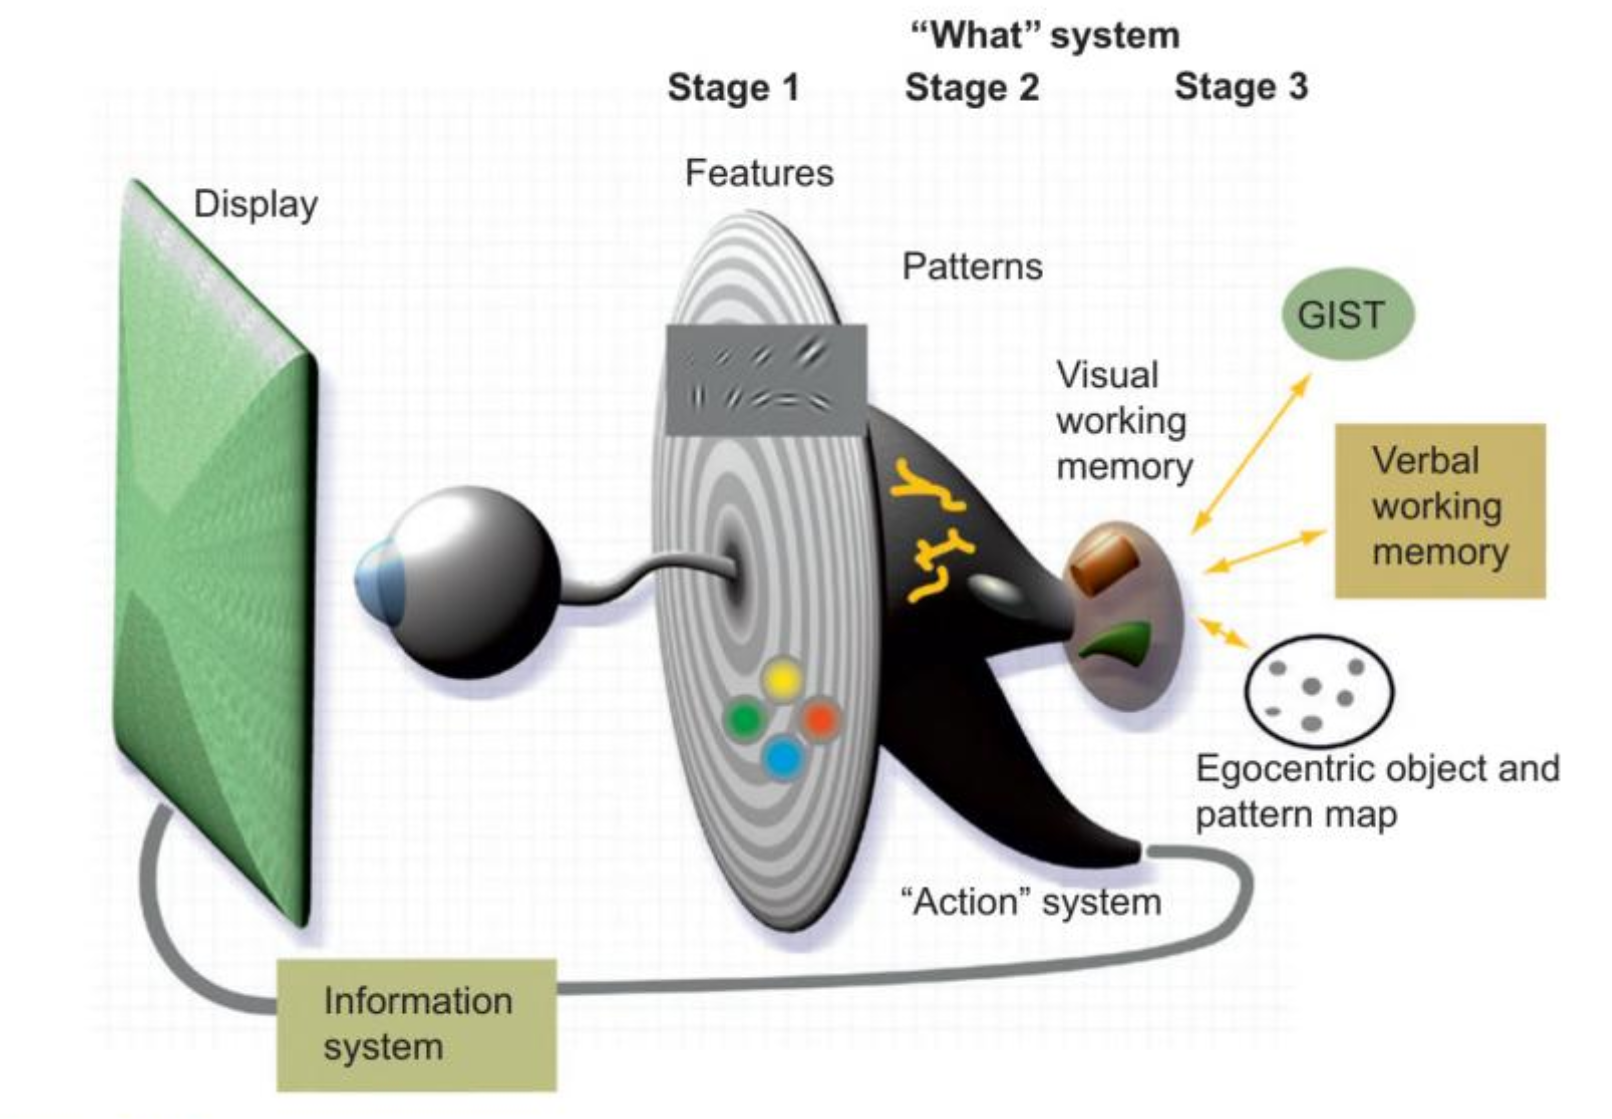 “What” system
Stage 1
Stage 2
Stage 3
Features
Display
Patterns
GIST
Visual
working
memory
Verbal
working
memory
Egocentric object and
pattern map
“Action” system
Information
system